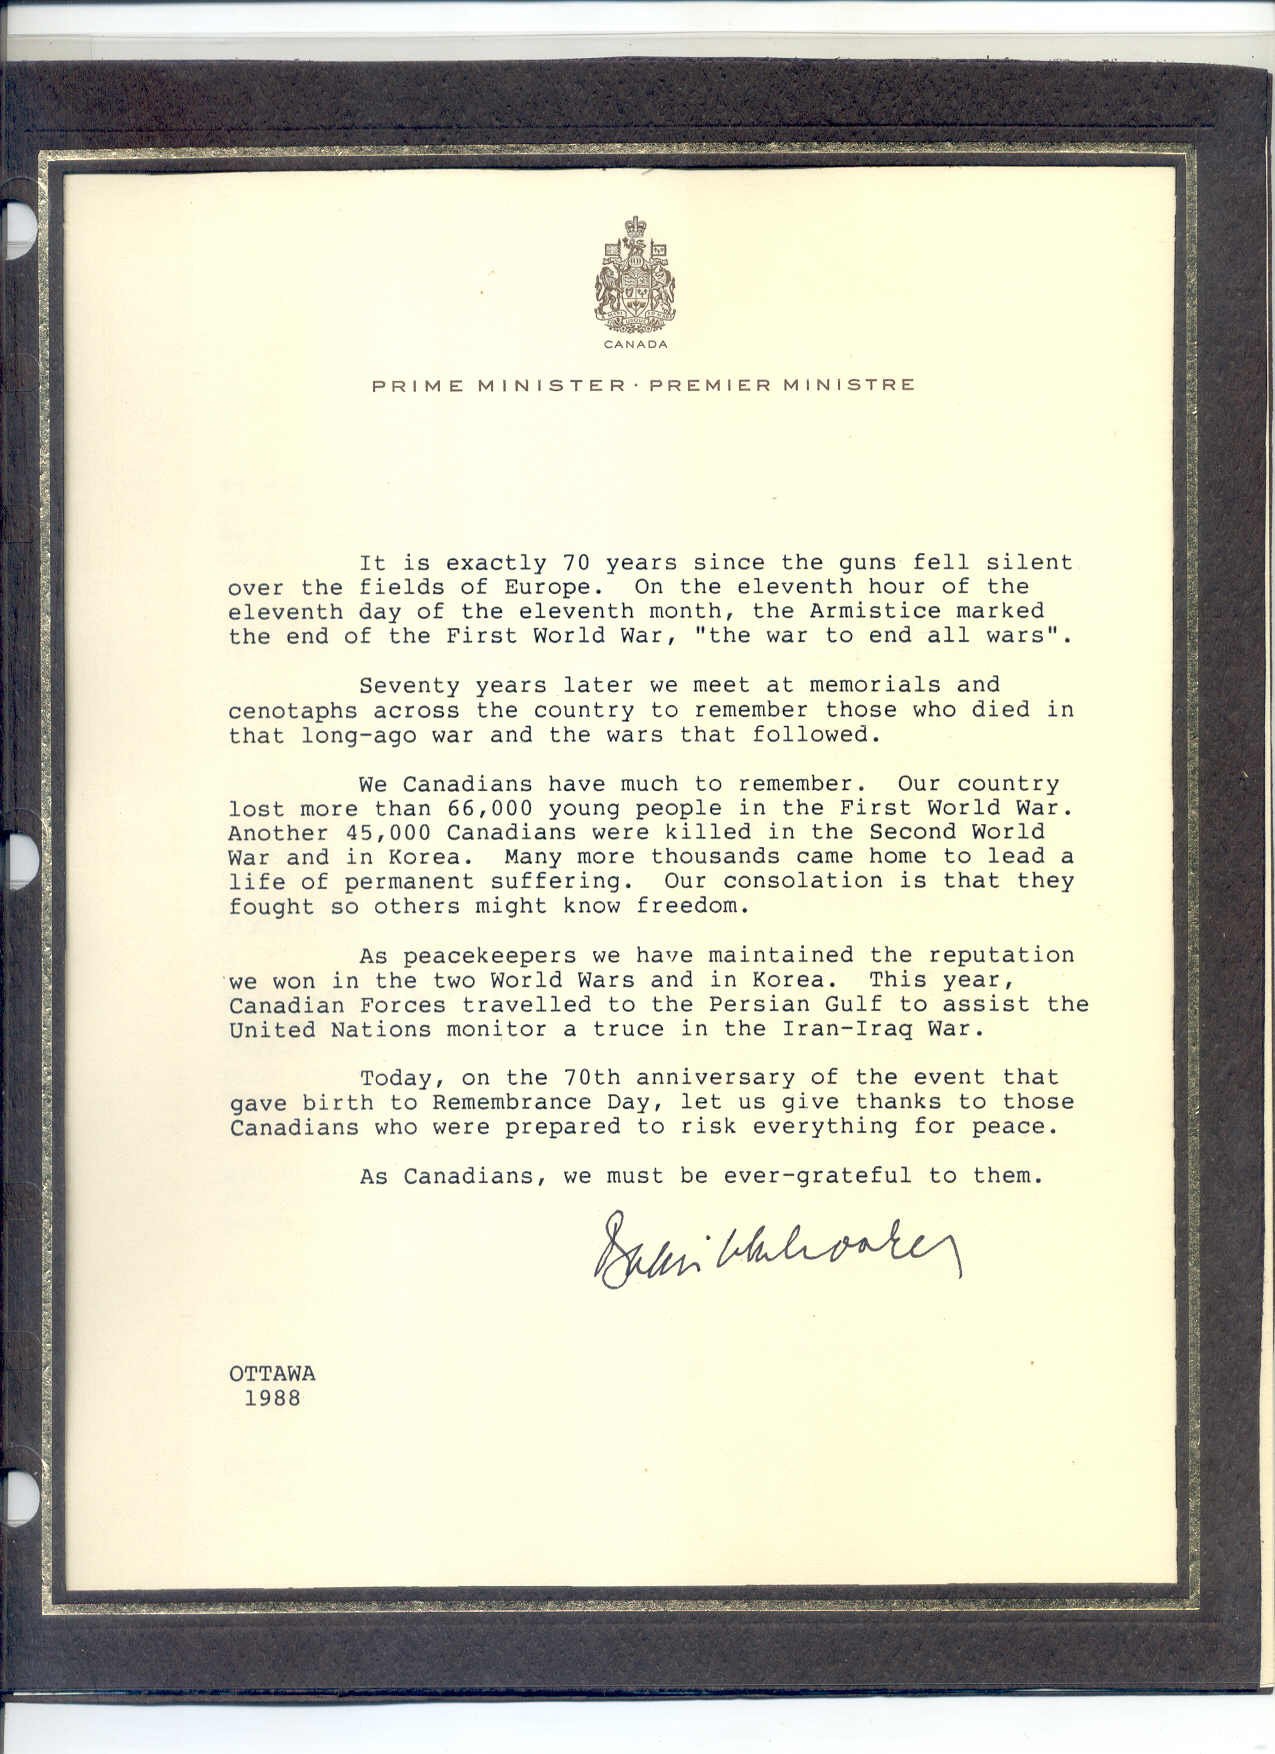 CANADA
PRIME MINISTER · PREMIER MINISTRE
It is exactly 70 years since the guns fell silent
over the fields of Europe. On the eleventh hour of the
eleventh day of the eleventh month, the Armistice marked
the end of the First World War, "the war to end all wars".
Seventy years later we meet at memorials and
cenotaphs across the country to remember those who died in
that long-ago war and the wars that followed.
We Canadians have much to remember. Our country
lost more than 66,000 young people in the First World War.
Another 45,000 Canadians were killed in the Second World
War and in Korea. Many more thousands came home to lead a
life of permanent suffering. Our consolation is that they
fought so others might know freedom.
As peacekeepers we have maintained the reputation
we won in the two World Wars and in Korea. This year,
Canadian Forces travelled to the Persian Gulf to assist the
United Nations monitor a truce in the Iran-Iraq War.
Today, on the 70th anniversary of the event that
gave birth to Remembrance Day, let us give thanks to those
Canadians who were prepared to risk everything for peace.
As Canadians, we must be ever-grateful to them.
OTTAWA
1988